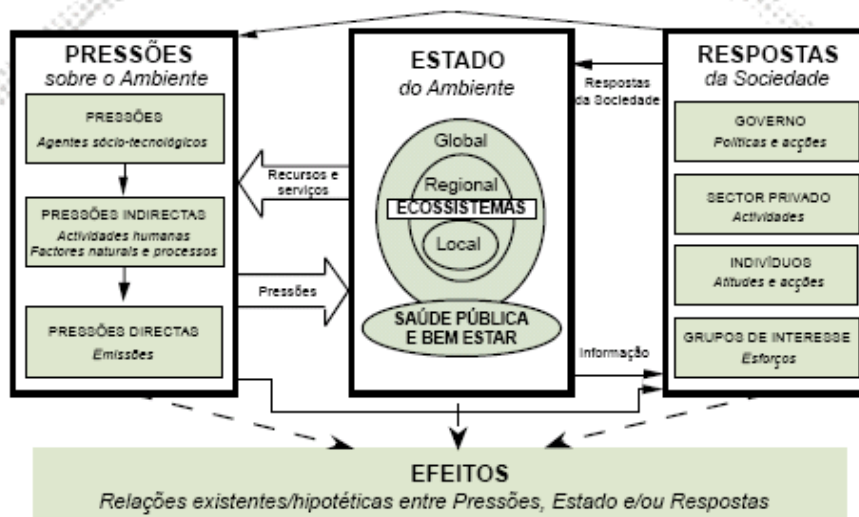 PRESSÕES
sobre o Ambiente
PRESSÕES
Agentes sócio-tecnológicos
PRESSÕES INDIRECTAS
Actividades humanas
Factores naturais e processos
PRESSÕES DIRECTAS
Emissões
Recursos e
serviços
Pressões
ESTADO
do Ambiente
Global
Regional
ECOSSISTEMAS
Local
SAÚDE PÚBLICA
E BEM ESTAR
Respostas
da Sociedade
Informação
RESPOSTAS
da Sociedade
GOVERNO
Políticas e acções
SECTOR PRIVADO
Actividades
INDIVÍDUOS
Atitudes e acções
GRUPOS DE INTERESSE
Esforços
EFEITOS
Relações existentes/hipotéticas entre Pressões, Estado e/ou Respostas